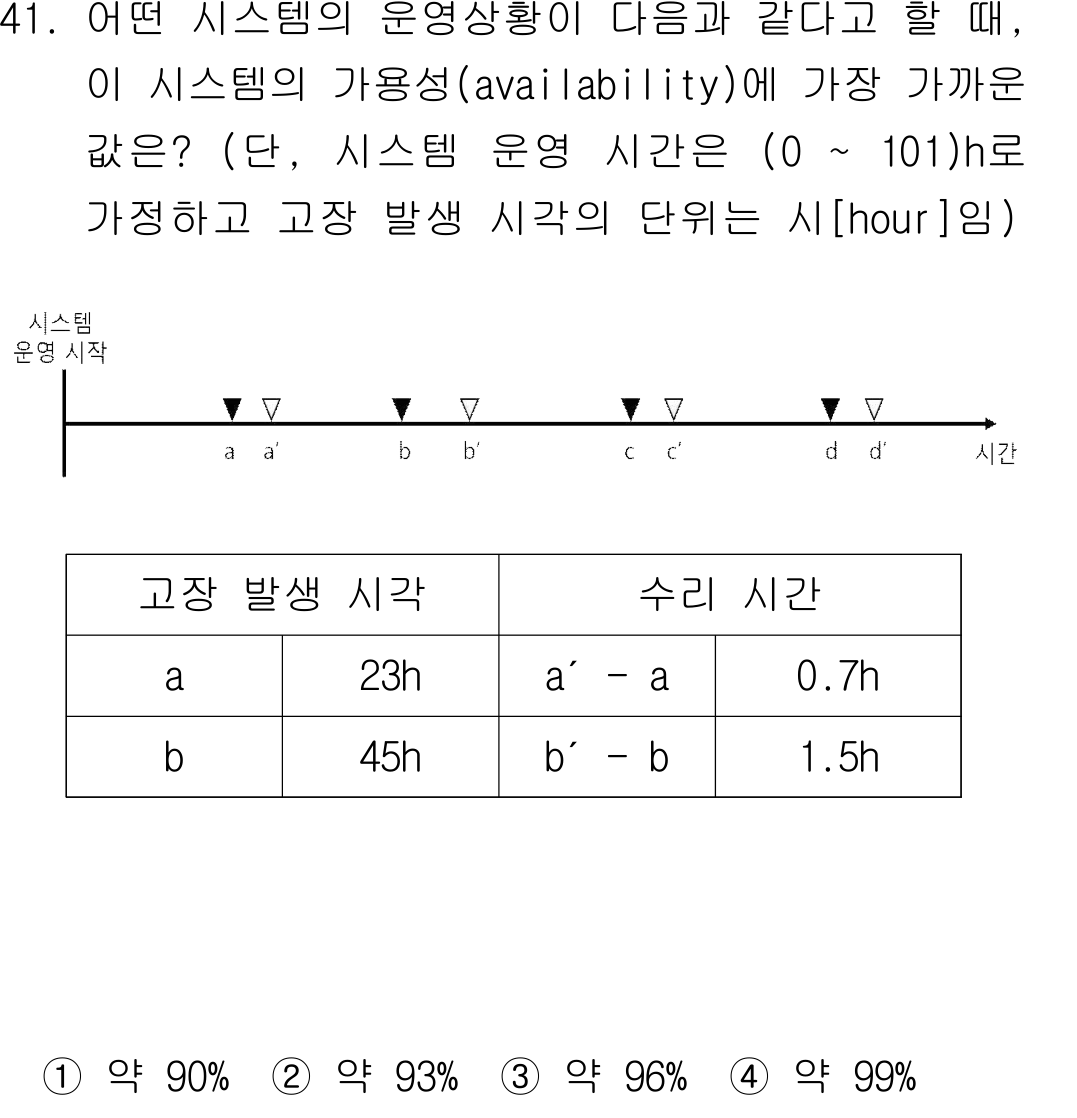 41. 어떤 시스템의 운영상황이 다음과 같다고 할 때,
이 시스템의 가용성(availability)에 가장 가까운
값은? (단, 시스템 운영 시간은 (0 ~ 101)h로
가정하고 고장 발생 시각의 단위는 시[hour]임)
시스템
운영 시작
a a′ b b′ c c′ d d′ 시간
고장 발생 시각 수리 시간
a 23h a′ - a 0.7h
b 45h b′ - b 1.5h
① 약 90% ② 약 93% ③ 약 96% ④ 약 99%